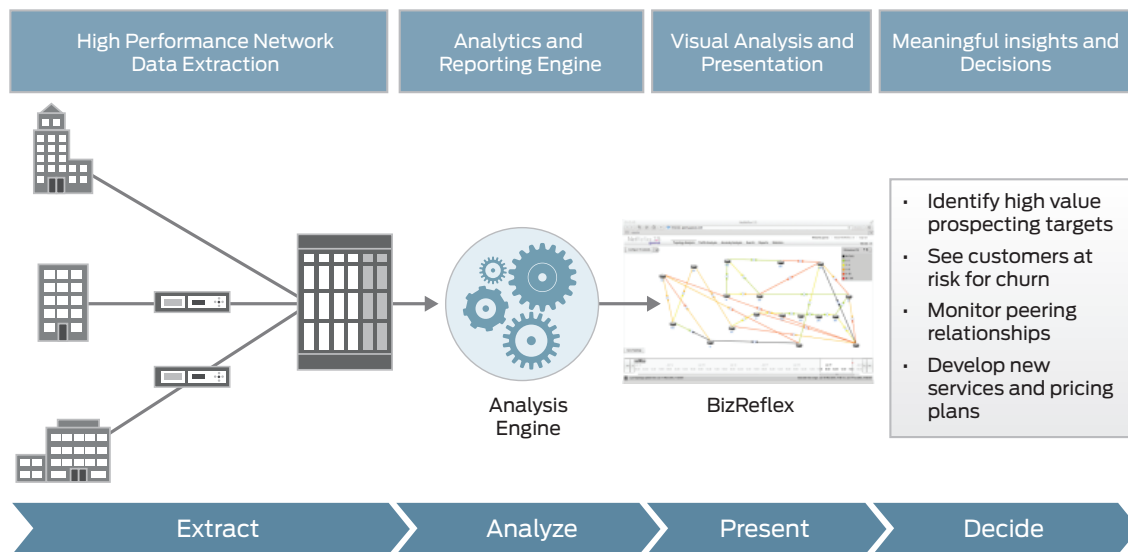 High Performance Network
Data Extraction
Analytics and
Reporting Engine
Visual Analysis and
Presentation
Meaningful insights and
Decisions
· Identify high value
prospecting targets
· See customers at
risk for churn
· Monitor peering
relationships
· Develop new
services and pricing
plans
Analysis
Engine
BizReflex
Extract
Analyze
Present
Decide